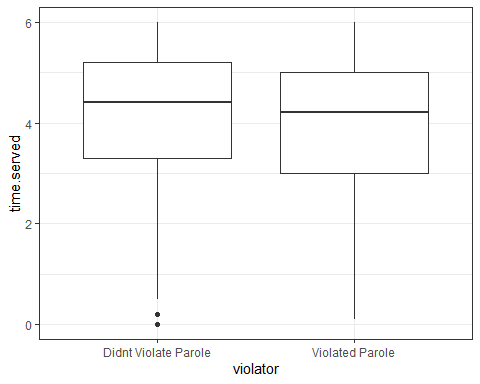 6
4
2
0
time.served
Didnt Violate Parole
Violated Parole
violator